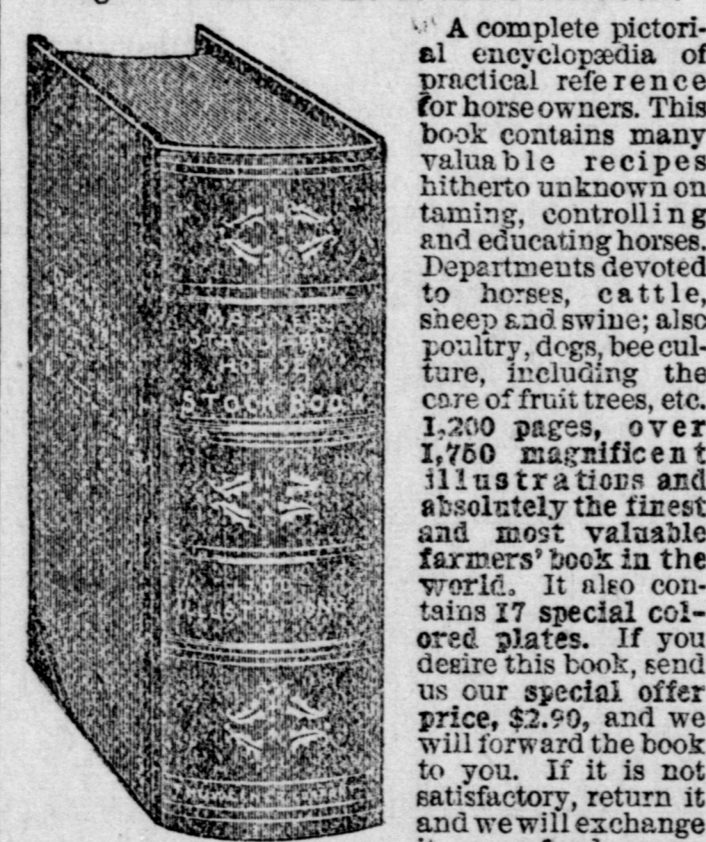 MAGNER'S
STANDARD
HORSE
STOCK BOOK
ILLUSTRATIONS
A complete pictori-
al encyclopædia of
practical reference
for horse owners. This
book contains many
valuable recipes
hitherto unknown on
taming, controlling
and educating horses.
Departments devoted
to horses, cattle,
sheep and swine; also
poultry, dogs, bee cul-
ture, including the
care of fruit trees, etc.
1,200 pages, over
1,750 magnificent
illustrations and
absolutely the finest
and most valuable
farmers' book in the
world. It also con-
tains 17 special col-
ored plates. If you
desire this book, send
us our special offer
price, $2.90, and we
will forward the book
to you. If it is not
satisfactory, return it
and we will exchange